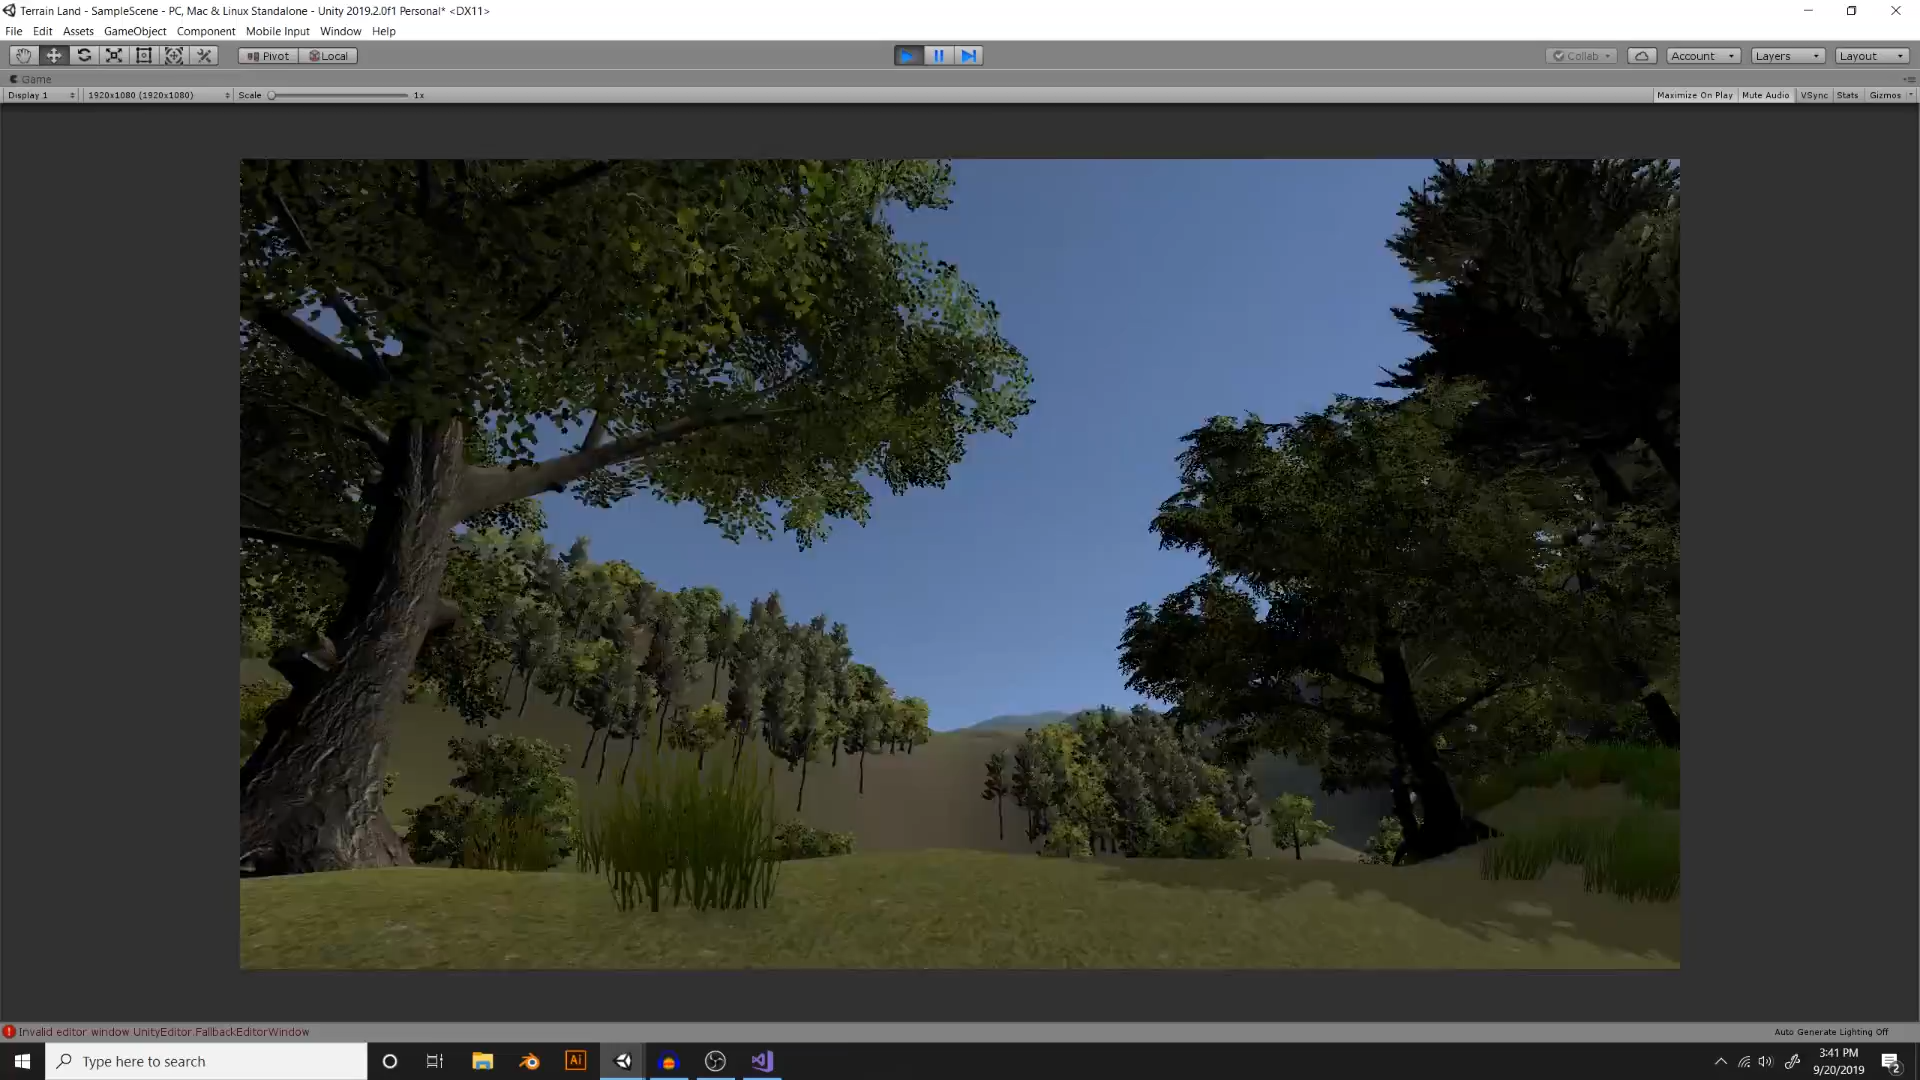 Terrain Land - SampleScene - PC, Mac & Linux Standalone - Unity 2019.2.0f1 Personal* <DX11>
File Edit Assets GameObject Component Mobile Input Window Help
Pivot Local Collab Account Layers Layout
Game
Display 1 1920x1080 (1920x1080) Scale 1x Maximize On Play Mute Audio VSync Stats Gizmos
Invalid editor window UnityEditor.FallbackEditorWindow Auto Generate Lighting Off
Type here to search Ai 3:41 PM
9/20/2019 2